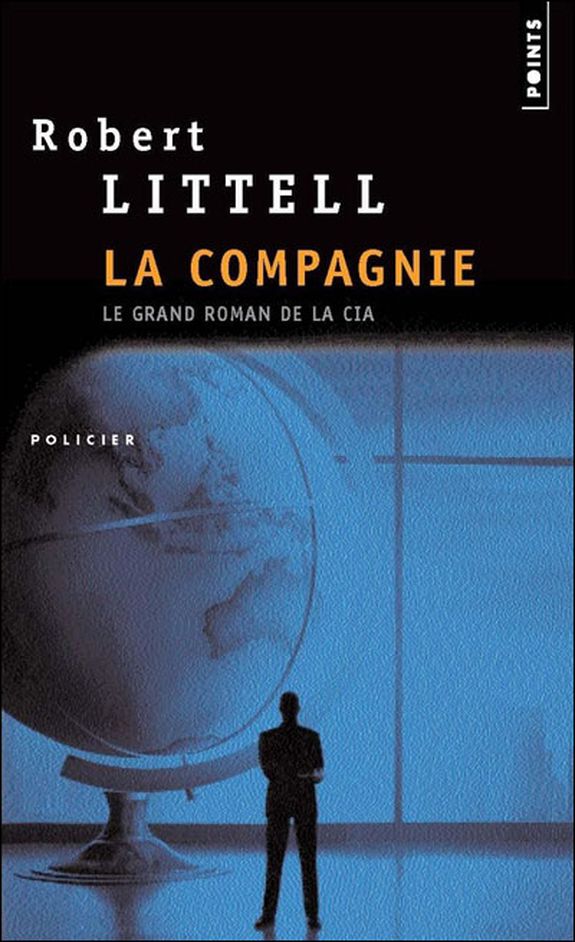 POINTS
Robert
LITTELL
LA COMPAGNIE
LE GRAND ROMAN DE LA CIA
POLICIER